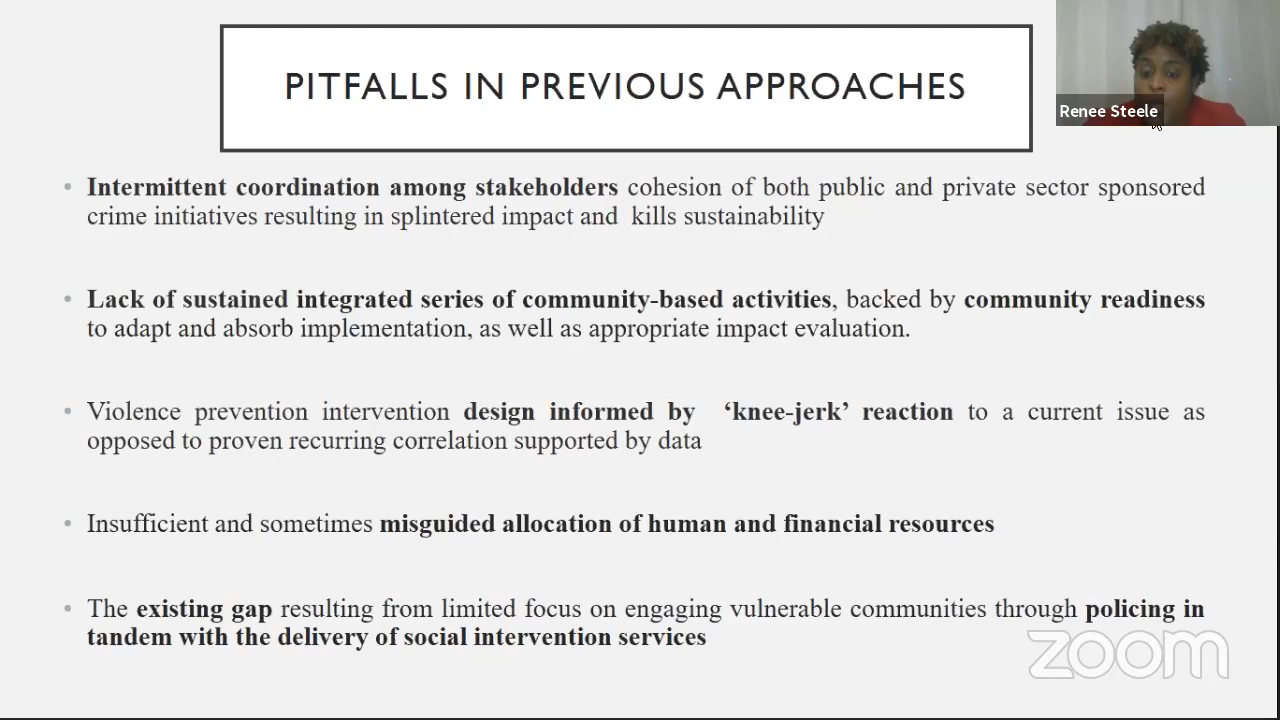 PITFALLS IN PREVIOUS APPROACHES
Renee Steele
• Intermittent coordination among stakeholders cohesion of both public and private sector sponsored
crime initiatives resulting in splintered impact and kills sustainability
• Lack of sustained integrated series of community-based activities, backed by community readiness
to adapt and absorb implementation, as well as appropriate impact evaluation.
• Violence prevention intervention design informed by ‘knee-jerk’ reaction to a current issue as
opposed to proven recurring correlation supported by data
• Insufficient and sometimes misguided allocation of human and financial resources
• The existing gap resulting from limited focus on engaging vulnerable communities through policing in
tandem with the delivery of social intervention services
zoom